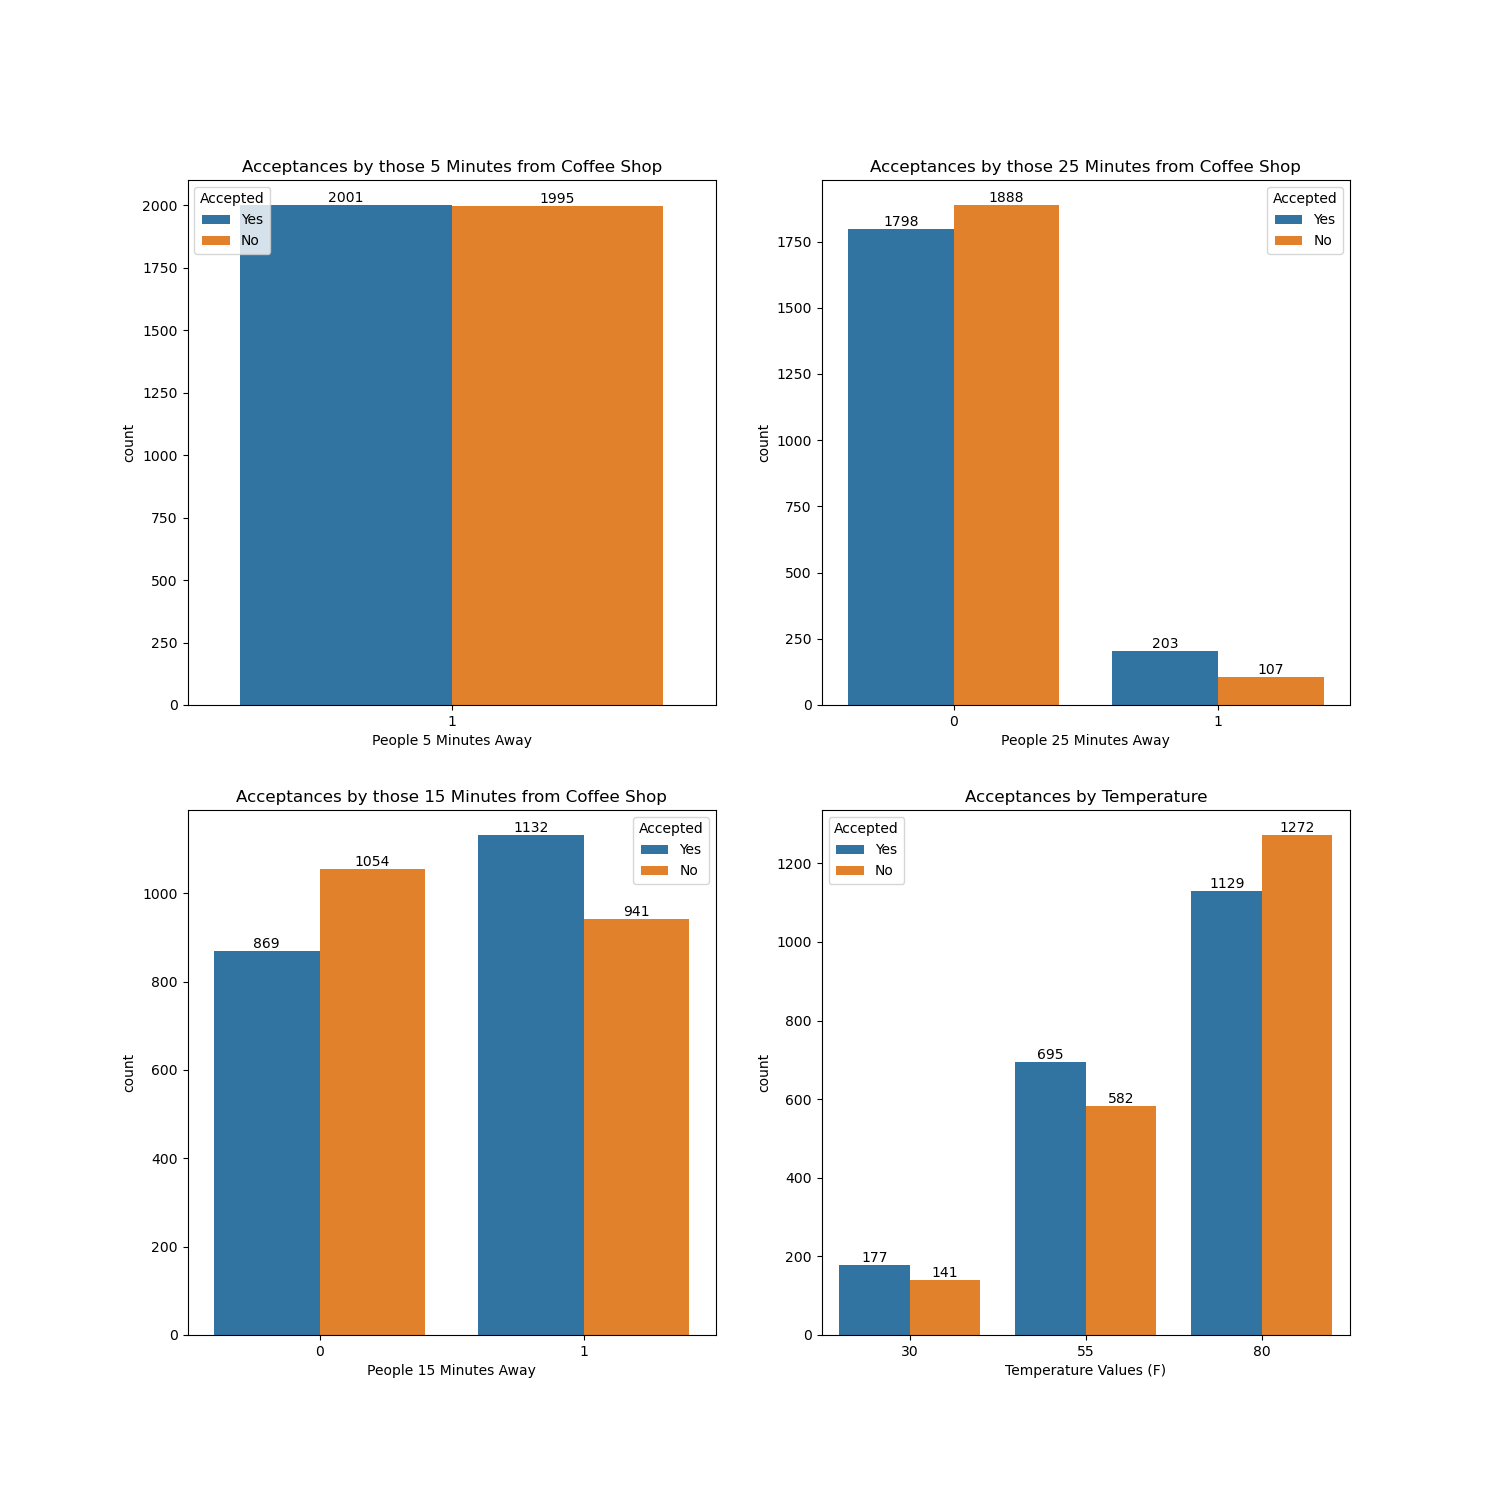 Acceptances by those 5 Minutes from Coffee Shop
Accepted
Yes
No
2001
1995
2000
1750
1500
1250
1000
750
500
250
0
count
1
People 5 Minutes Away
Acceptances by those 25 Minutes from Coffee Shop
Accepted
Yes
No
1798
1888
203
107
1750
1500
1250
1000
750
500
250
0
count
0
1
People 25 Minutes Away
Acceptances by those 15 Minutes from Coffee Shop
Accepted
Yes
No
869
1054
1132
941
1000
800
600
400
200
0
count
0
1
People 15 Minutes Away
Acceptances by Temperature
Accepted
Yes
No
177
141
695
582
1129
1272
1200
1000
800
600
400
200
0
count
30
55
80
Temperature Values (F)